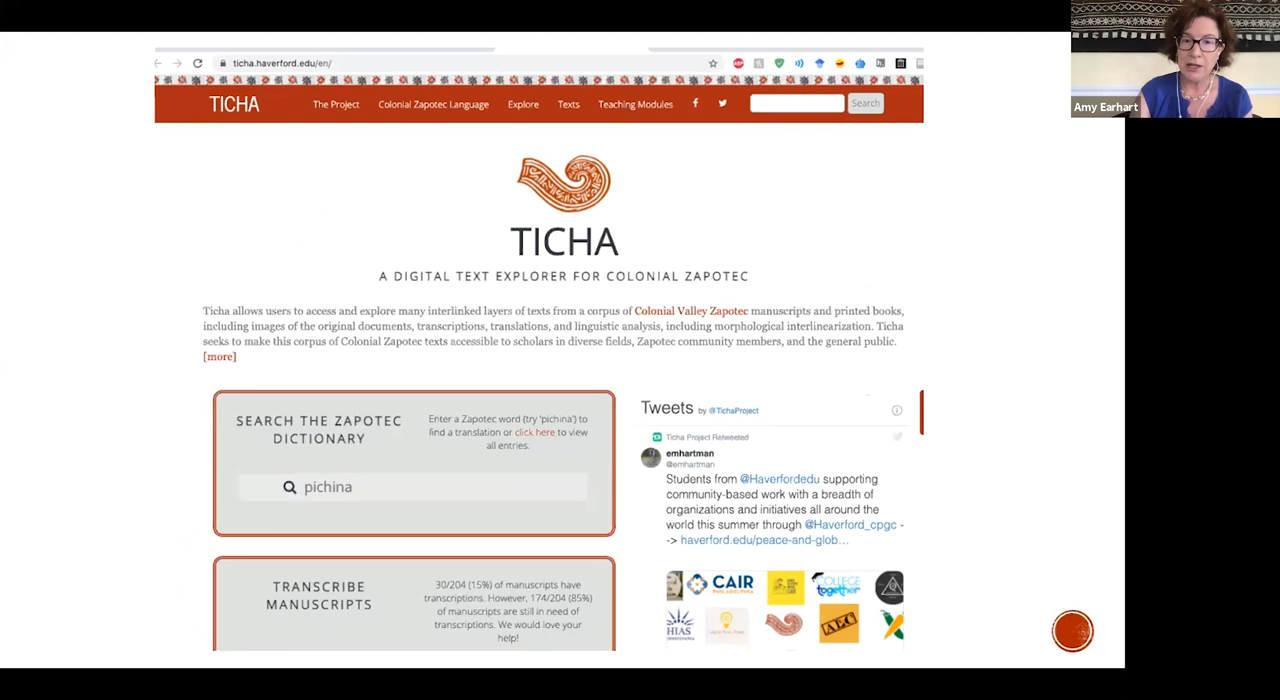 Amy Earhart
ticha.haverford.edu/en/
TICHA
The Project
Colonial Zapotec Language
Explore
Texts
Teaching Modules
Search
TICHA
A DIGITAL TEXT EXPLORER FOR COLONIAL ZAPOTEC
Ticha allows users to access and explore many interlinked layers of texts from a corpus of Colonial Valley Zapotec manuscripts and printed books,
including images of the original documents, transcriptions, translations, and linguistic analysis, including morphological interlinearization. Ticha
seeks to make this corpus of Colonial Zapotec texts accessible to scholars in diverse fields, Zapotec community members, and the general public.
[more]
SEARCH THE ZAPOTEC
DICTIONARY
Enter a Zapotec word (try 'pichina') to
find a translation or click here to view
all entries.
pichina
TRANSCRIBE
MANUSCRIPTS
30/204 (15%) of manuscripts have
transcriptions. However, 174/204 (85%)
of manuscripts are still in need of
transcriptions. We would love your
help!
Tweets by @TichaProject
Ticha Project Retweeted
emhartman
@emhartman
Students from @Haverfordedu supporting
community-based work with a breadth of
organizations and initiatives all around the
world this summer through @Haverford_cpgc -
-> haverford.edu/peace-and-glob…
CAIR
PHILADELPHIA
COLLEGE
together
HIAS
AEC